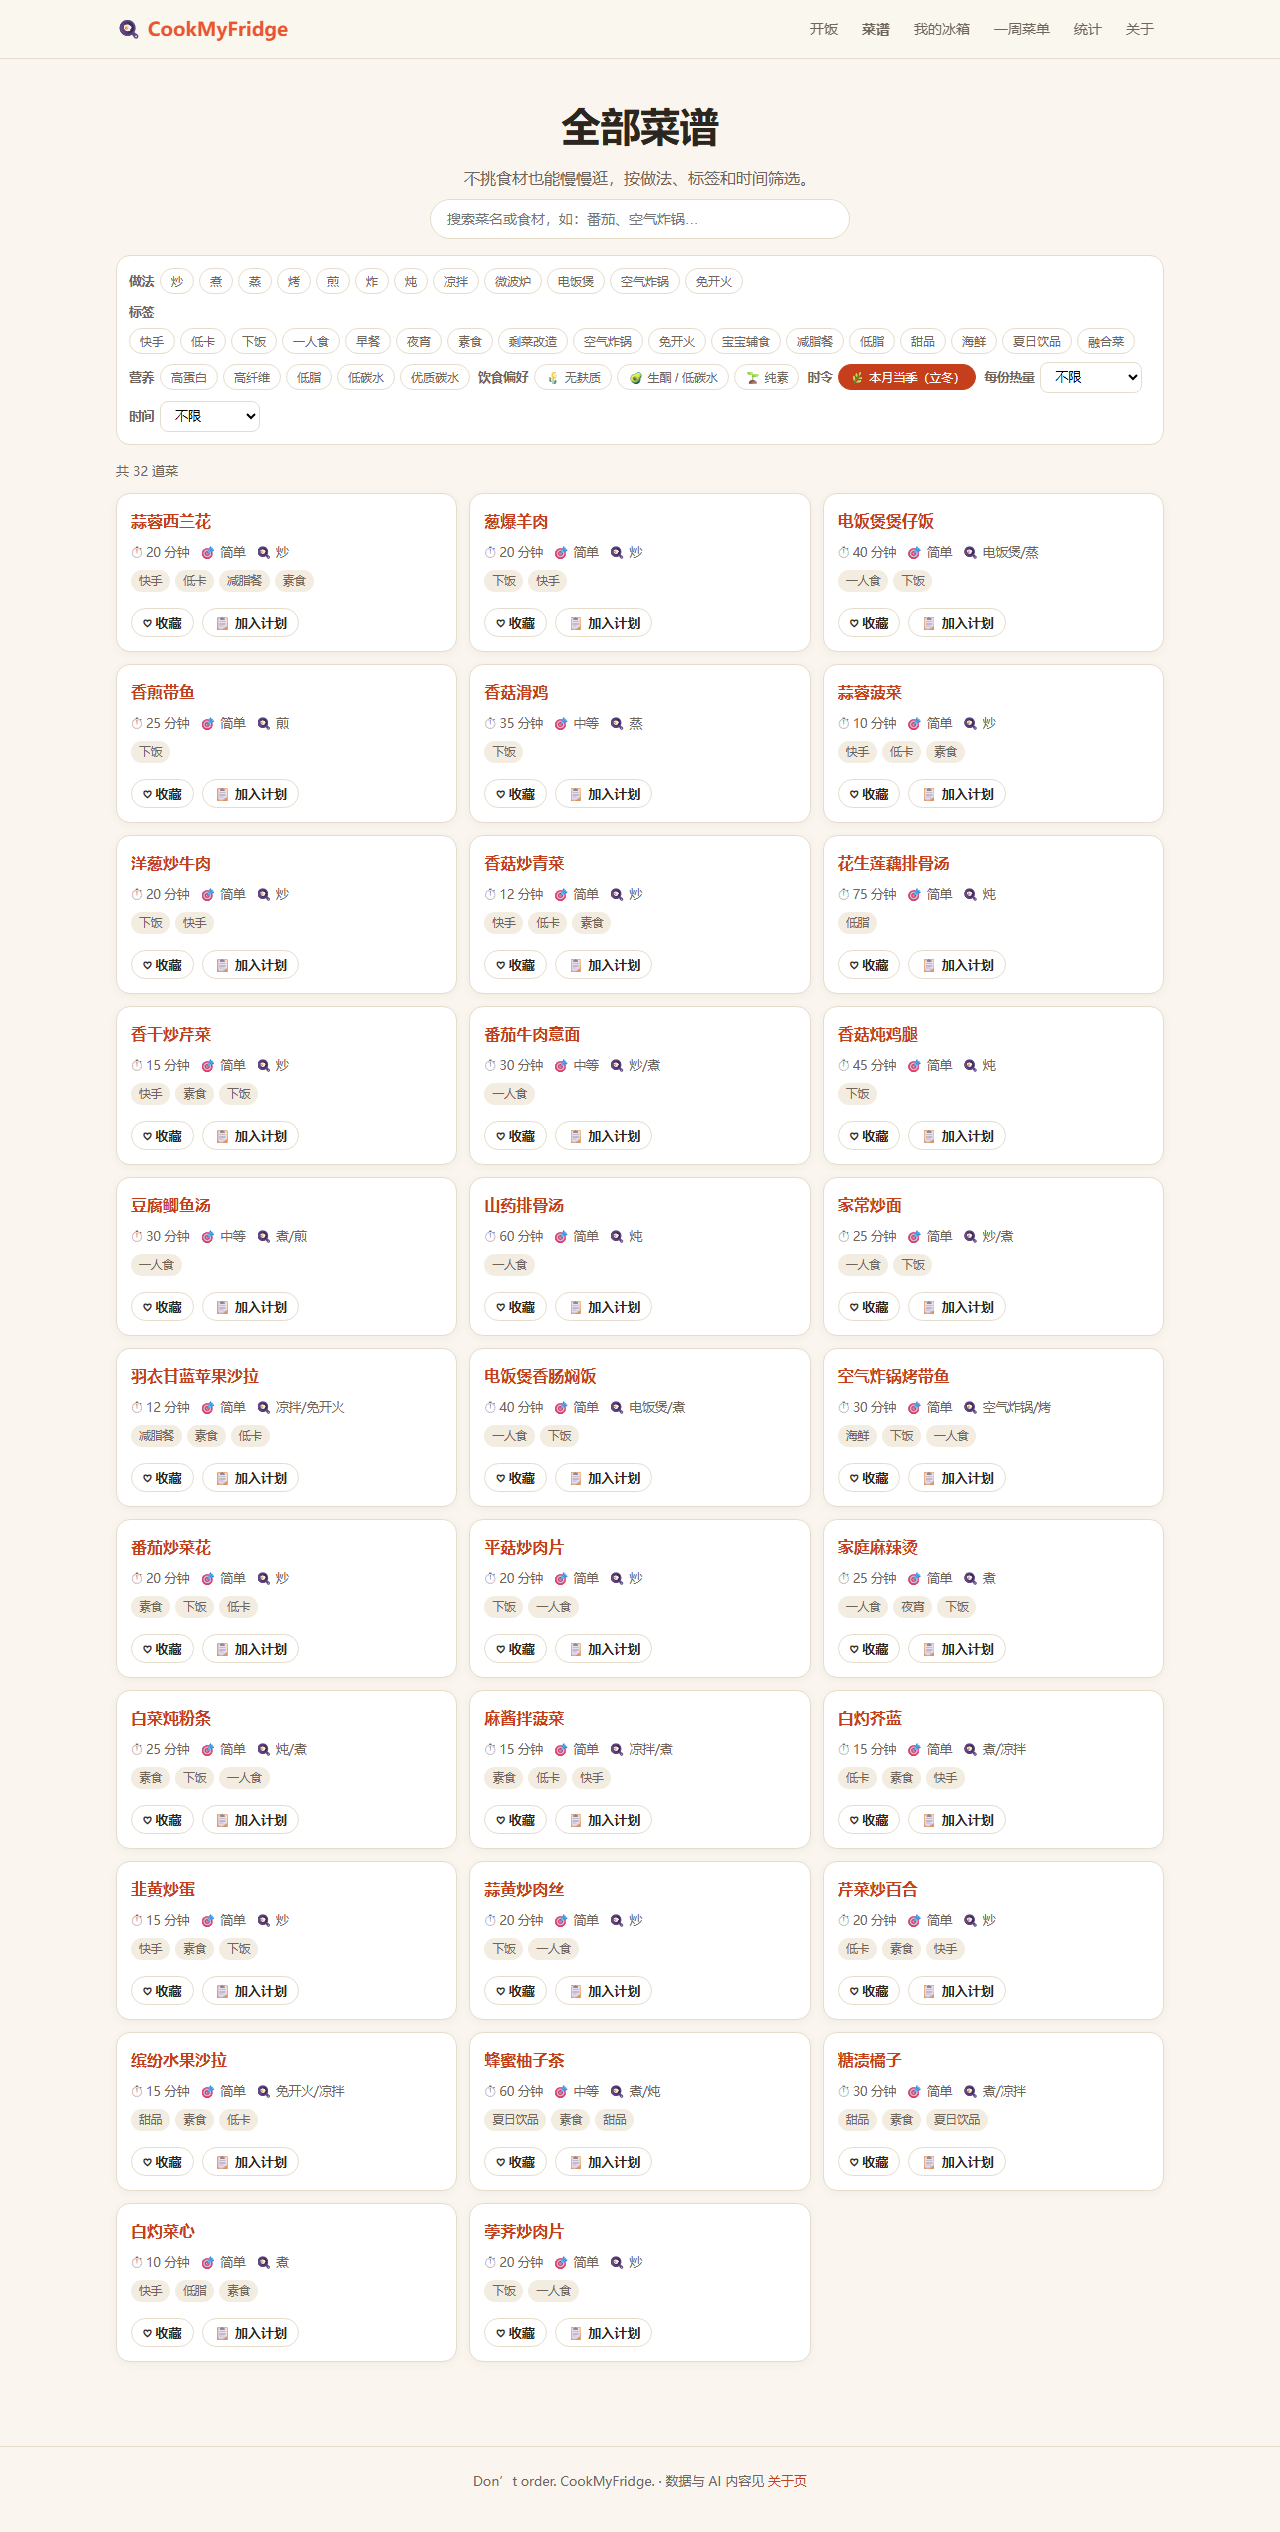 CookMyFridge
开饭 菜谱 我的冰箱 一周菜单 统计 关于
全部菜谱
不挑食材也能慢慢逛，按做法、标签和时间筛选。
搜索菜名或食材，如：番茄、空气炸锅…
做法 炒 煮 蒸 烤 煎 炸 炖 凉拌 微波炉 电饭煲 空气炸锅 免开火
标签
快手 低卡 下饭 一人食 早餐 夜宵 素食 剩菜改造 空气炸锅 免开火 宝宝辅食 减脂餐 低脂 甜品 海鲜 夏日饮品 融合菜
营养 高蛋白 高纤维 低脂 低碳水 优质碳水 饮食偏好 无麸质 生酮 / 低碳水 纯素 时令 本月当季（立冬） 每份热量 不限
时间 不限
共 32 道菜
蒜蓉西兰花 葱爆羊肉 电饭煲煲仔饭
20 分钟 简单 炒 20 分钟 简单 炒 40 分钟 简单 电饭煲/蒸
快手 低卡 减脂餐 素食 下饭 快手 一人食 下饭
♡ 收藏 加入计划 ♡ 收藏 加入计划 ♡ 收藏 加入计划
香煎带鱼 香菇滑鸡 蒜蓉菠菜
25 分钟 简单 煎 35 分钟 中等 蒸 10 分钟 简单 炒
下饭 下饭 快手 低卡 素食
♡ 收藏 加入计划 ♡ 收藏 加入计划 ♡ 收藏 加入计划
洋葱炒牛肉 香菇炒青菜 花生莲藕排骨汤
20 分钟 简单 炒 12 分钟 简单 炒 75 分钟 简单 炖
下饭 快手 快手 低卡 素食 低脂
♡ 收藏 加入计划 ♡ 收藏 加入计划 ♡ 收藏 加入计划
香干炒芹菜 番茄牛肉意面 香菇炖鸡腿
15 分钟 简单 炒 30 分钟 中等 炒/煮 45 分钟 简单 炖
快手 素食 下饭 一人食 下饭
♡ 收藏 加入计划 ♡ 收藏 加入计划 ♡ 收藏 加入计划
豆腐鲫鱼汤 山药排骨汤 家常炒面
30 分钟 中等 煮/煎 60 分钟 简单 炖 25 分钟 简单 炒/煮
一人食 一人食 一人食 下饭
♡ 收藏 加入计划 ♡ 收藏 加入计划 ♡ 收藏 加入计划
羽衣甘蓝苹果沙拉 电饭煲香肠焖饭 空气炸锅烤带鱼
12 分钟 简单 凉拌/免开火 40 分钟 简单 电饭煲/煮 30 分钟 简单 空气炸锅/烤
减脂餐 素食 低卡 一人食 下饭 海鲜 下饭 一人食
♡ 收藏 加入计划 ♡ 收藏 加入计划 ♡ 收藏 加入计划
番茄炒菜花 平菇炒肉片 家庭麻辣烫
20 分钟 简单 炒 20 分钟 简单 炒 25 分钟 简单 煮
素食 下饭 低卡 下饭 一人食 一人食 夜宵 下饭
♡ 收藏 加入计划 ♡ 收藏 加入计划 ♡ 收藏 加入计划
白菜炖粉条 麻酱拌菠菜 白灼芥蓝
25 分钟 简单 炖/煮 15 分钟 简单 凉拌/煮 15 分钟 简单 煮/凉拌
素食 下饭 一人食 素食 低卡 快手 低卡 素食 快手
♡ 收藏 加入计划 ♡ 收藏 加入计划 ♡ 收藏 加入计划
韭黄炒蛋 蒜黄炒肉丝 芹菜炒百合
15 分钟 简单 炒 20 分钟 简单 炒 20 分钟 简单 炒
快手 素食 下饭 下饭 一人食 低卡 素食 快手
♡ 收藏 加入计划 ♡ 收藏 加入计划 ♡ 收藏 加入计划
缤纷水果沙拉 蜂蜜柚子茶 糖渍橘子
15 分钟 简单 免开火/凉拌 60 分钟 中等 煮/炖 30 分钟 简单 煮/凉拌
甜品 素食 低卡 夏日饮品 素食 甜品 甜品 素食 夏日饮品
♡ 收藏 加入计划 ♡ 收藏 加入计划 ♡ 收藏 加入计划
白灼菜心 荸荠炒肉片
10 分钟 简单 煮 20 分钟 简单 炒
快手 低脂 素食 下饭 一人食
♡ 收藏 加入计划 ♡ 收藏 加入计划
Don’t order. CookMyFridge. · 数据与 AI 内容见 关于页